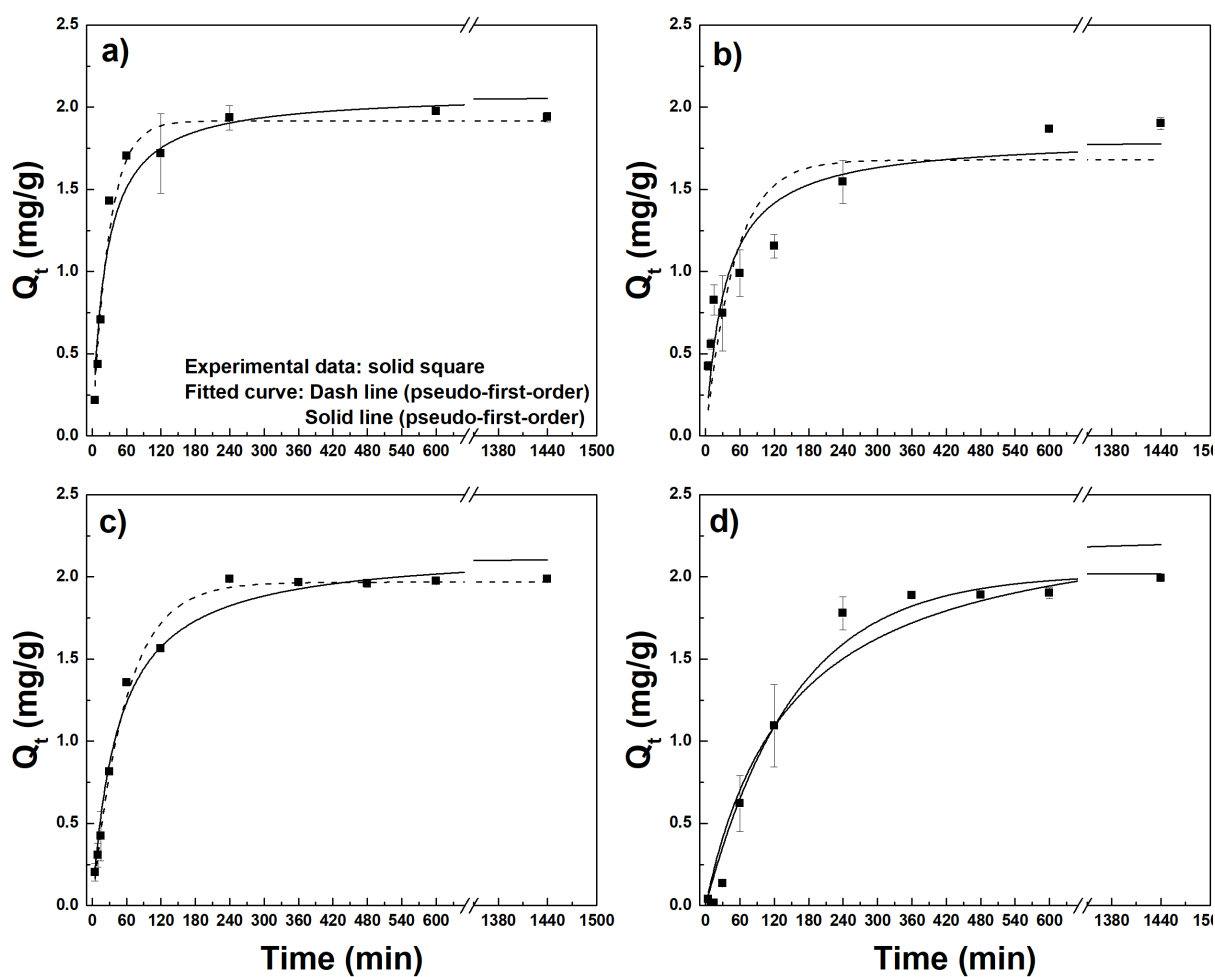 a)
2.5
2.0
1.5
1.0
0.5
0.0
Qt (mg/g)
Experimental data: solid square
Fitted curve: Dash line (pseudo-first-order)
Solid line (pseudo-first-order)
0 60 120 180 240 300 360 420 480 540 600 1380 1440 1500
b)
2.5
2.0
1.5
1.0
0.5
0.0
Qt (mg/g)
0 60 120 180 240 300 360 420 480 540 600 1380 1440 156
c)
2.5
2.0
1.5
1.0
0.5
0.0
Qt (mg/g)
0 60 120 180 240 300 360 420 480 540 600 1380 1440 1500
Time (min)
d)
2.5
2.0
1.5
1.0
0.5
0.0
Qt (mg/g)
0 60 120 180 240 300 360 420 480 540 600 1380 1440
Time (min)